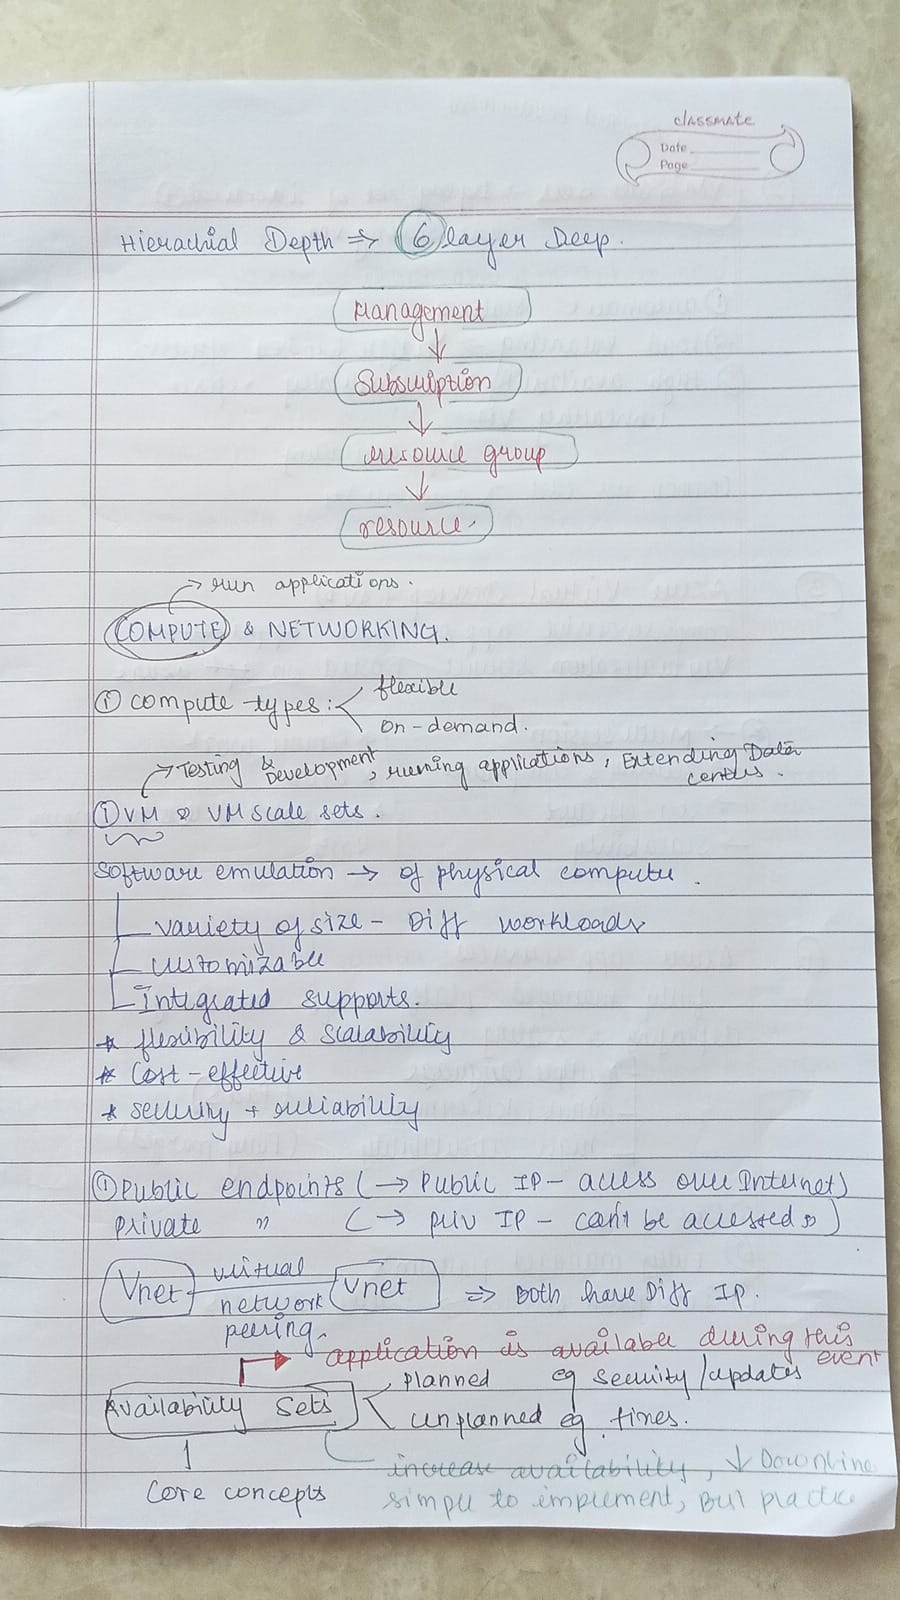 classmate
Date
Page
Hierachial Depth ⇒ 6 layer Deep.
Management
↓
Subscription
↓
resource group
↓
resource.
→ run applications.
COMPUTE & NETWORKING.
① compute types: flexible
on-demand.
→ Testing & Development, running applications, Extending Data centers.
① VM & VM scale sets.
Software emulation → of physical computer.
Variety of size - Diff workloads
customizable
Integrated supports.
* flexibility & scalability
* cost-effective
* security + reliability
① Public endpoints (→ Public IP - access over Internet)
private " (→ priv IP - can't be accessed)
Vnet virtual network peering. Vnet ⇒ Both have Diff IP.
→ application is available during this event
Availability Sets planned eg security/updates
unplanned eg. fires.
increase availability, ↓ Downtime
Core concepts simple to implement, Best practice